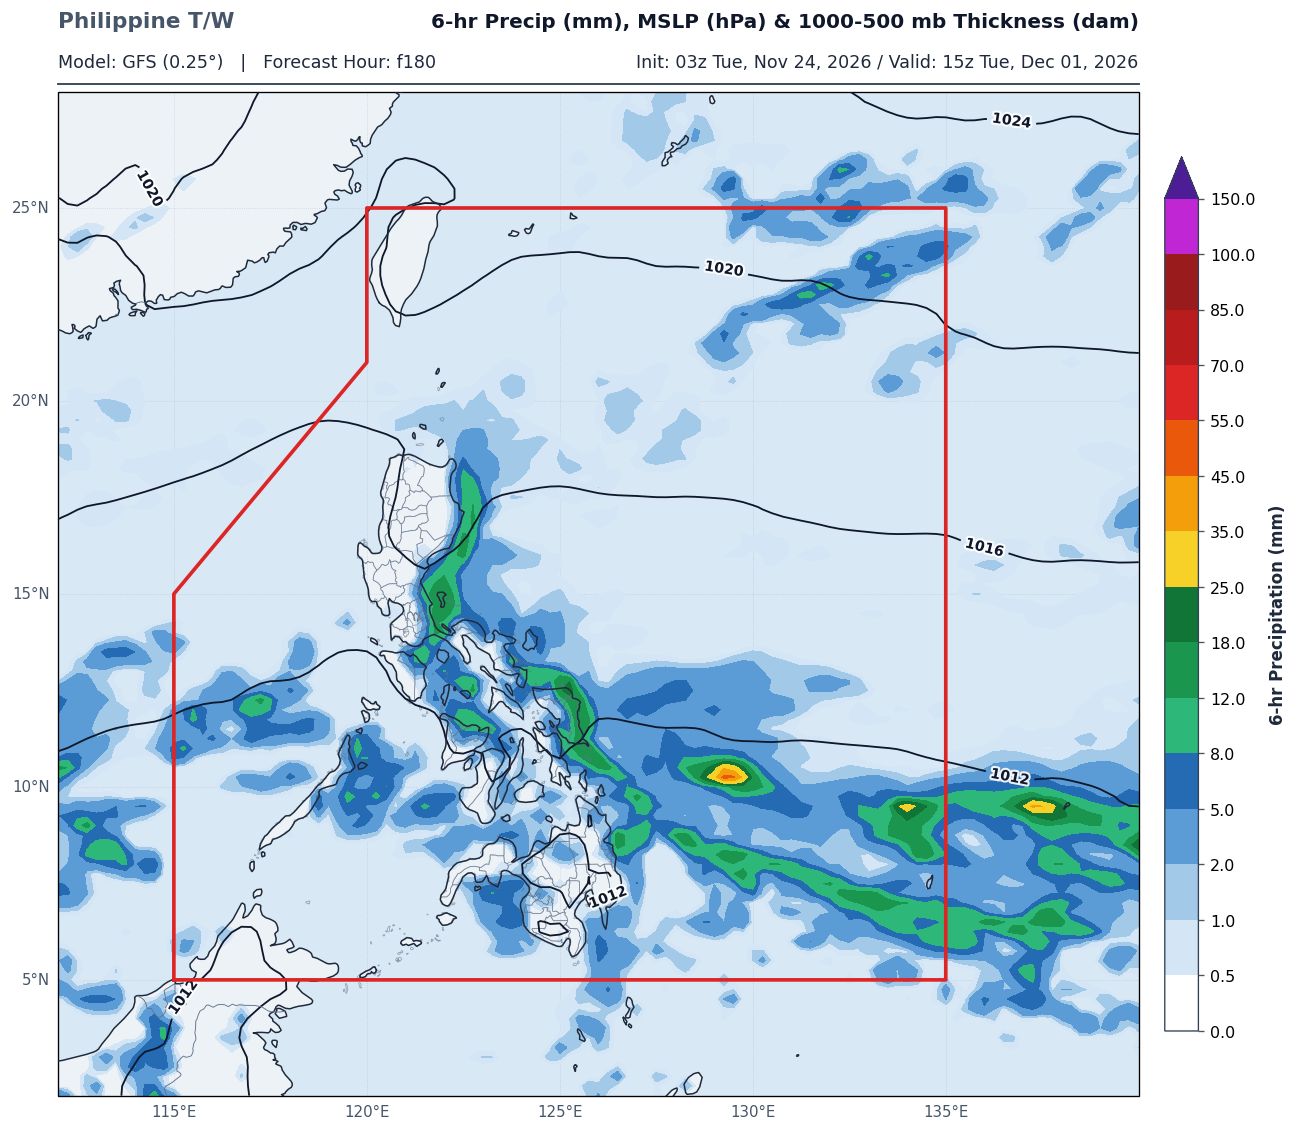 Philippine T/W
6-hr Precip (mm), MSLP (hPa) & 1000-500 mb Thickness (dam)
Model: GFS (0.25°) | Forecast Hour: f180
Init: 03z Tue, Nov 24, 2026 / Valid: 15z Tue, Dec 01, 2026
1024
1020
1020
1016
1012
1012
1012
25°N
20°N
15°N
10°N
5°N
115°E
120°E
125°E
130°E
135°E
150.0
100.0
85.0
70.0
55.0
45.0
35.0
25.0
18.0
12.0
8.0
5.0
2.0
1.0
0.5
0.0
6-hr Precipitation (mm)